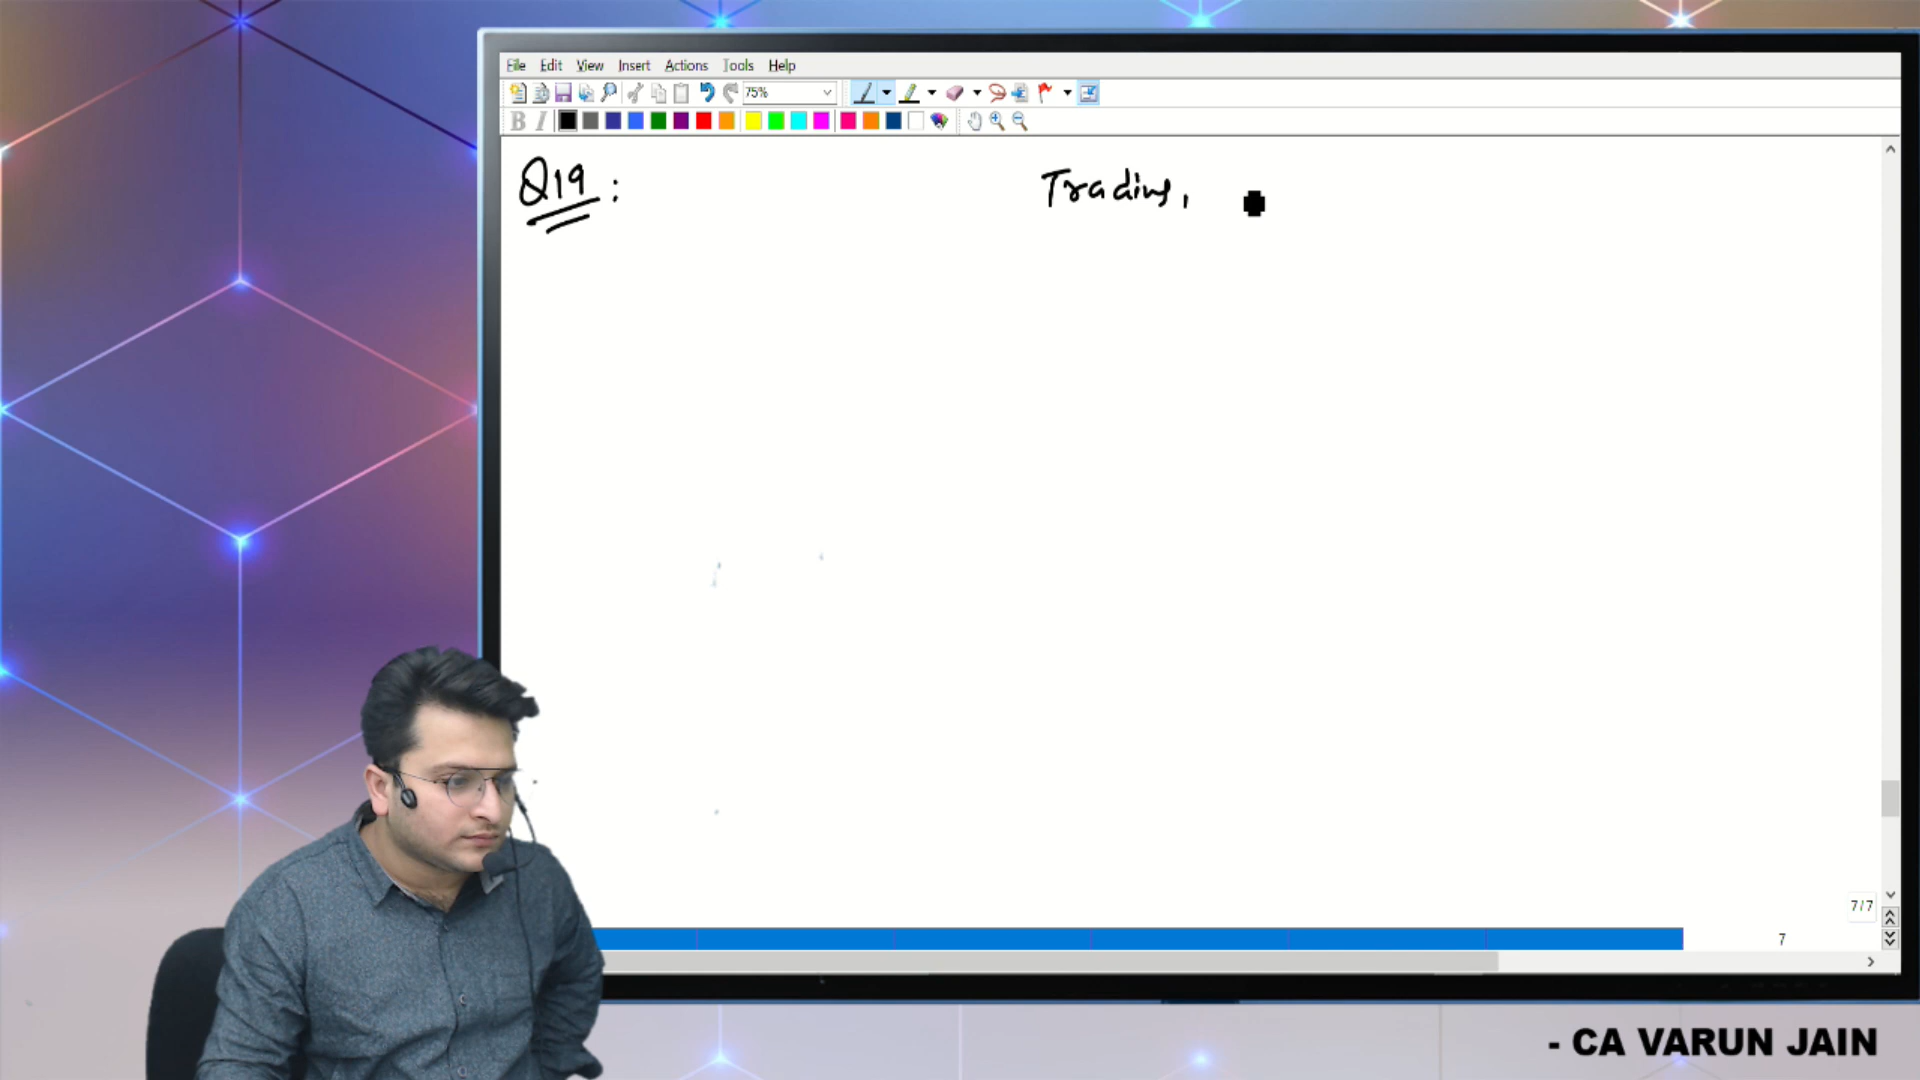 File Edit View Insert Actions Tools Help
75%
B I
Q19 : Trading,
7/7
7
- CA VARUN JAIN